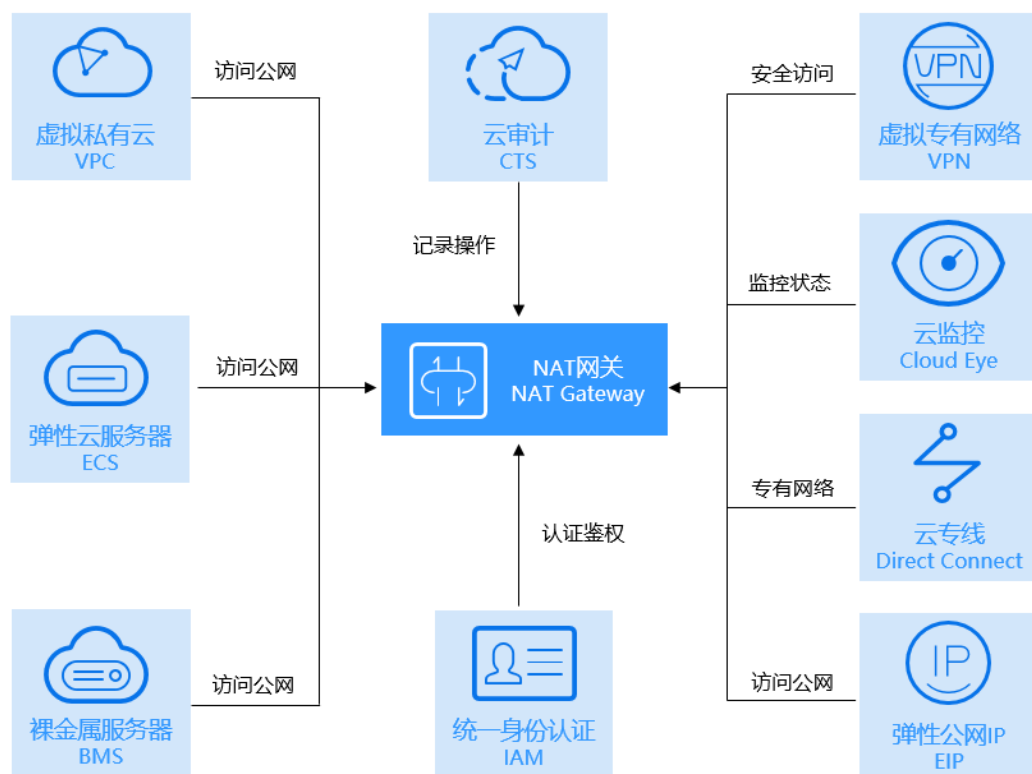 访问公网
虚拟私有云
VPC
云审计
CTS
安全访问
VPN
虚拟专有网络
VPN
记录操作
监控状态
云监控
Cloud Eye
访问公网
弹性云服务器
ECS
NAT网关
NAT Gateway
专有网络
云专线
Direct Connect
认证鉴权
访问公网
裸金属服务器
BMS
统一身份认证
IAM
访问公网
IP
弹性公网IP
EIP